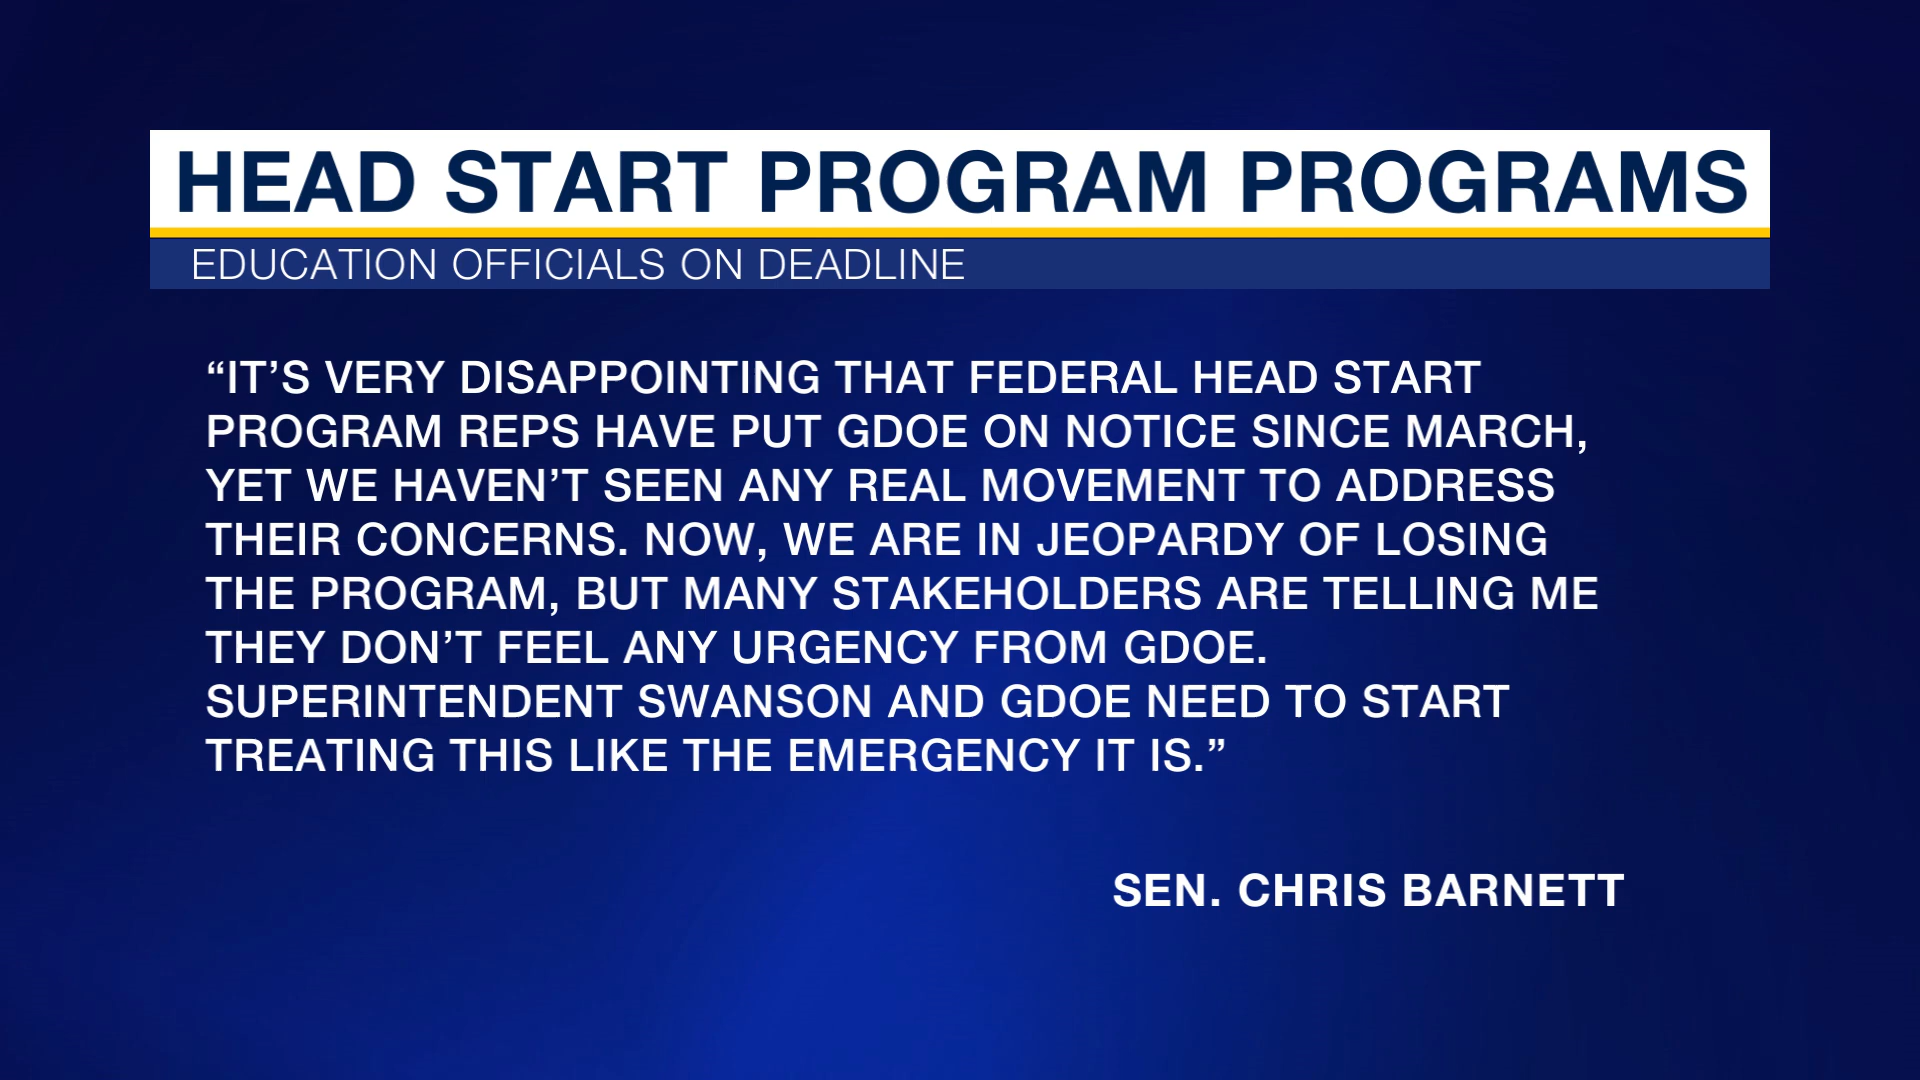 HEAD START PROGRAM PROGRAMS
EDUCATION OFFICIALS ON DEADLINE
“IT’S VERY DISAPPOINTING THAT FEDERAL HEAD START
PROGRAM REPS HAVE PUT GDOE ON NOTICE SINCE MARCH,
YET WE HAVEN’T SEEN ANY REAL MOVEMENT TO ADDRESS
THEIR CONCERNS. NOW, WE ARE IN JEOPARDY OF LOSING
THE PROGRAM, BUT MANY STAKEHOLDERS ARE TELLING ME
THEY DON’T FEEL ANY URGENCY FROM GDOE.
SUPERINTENDENT SWANSON AND GDOE NEED TO START
TREATING THIS LIKE THE EMERGENCY IT IS.”
SEN. CHRIS BARNETT